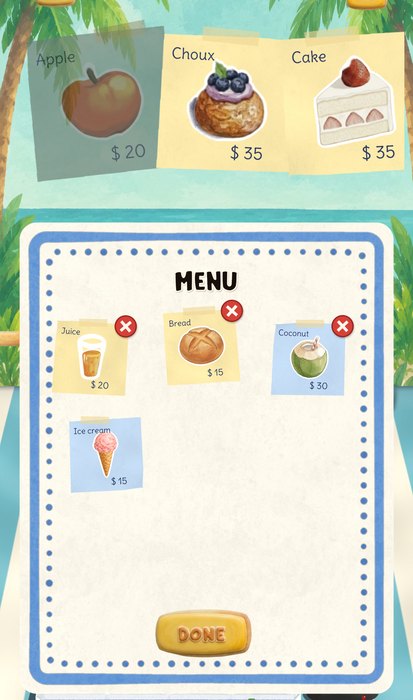 Apple
$ 20
Choux
$ 35
Cake
$ 35
MENU
Juice
$ 20
Bread
$ 15
Coconut
$ 30
Ice cream
$ 15
DONE